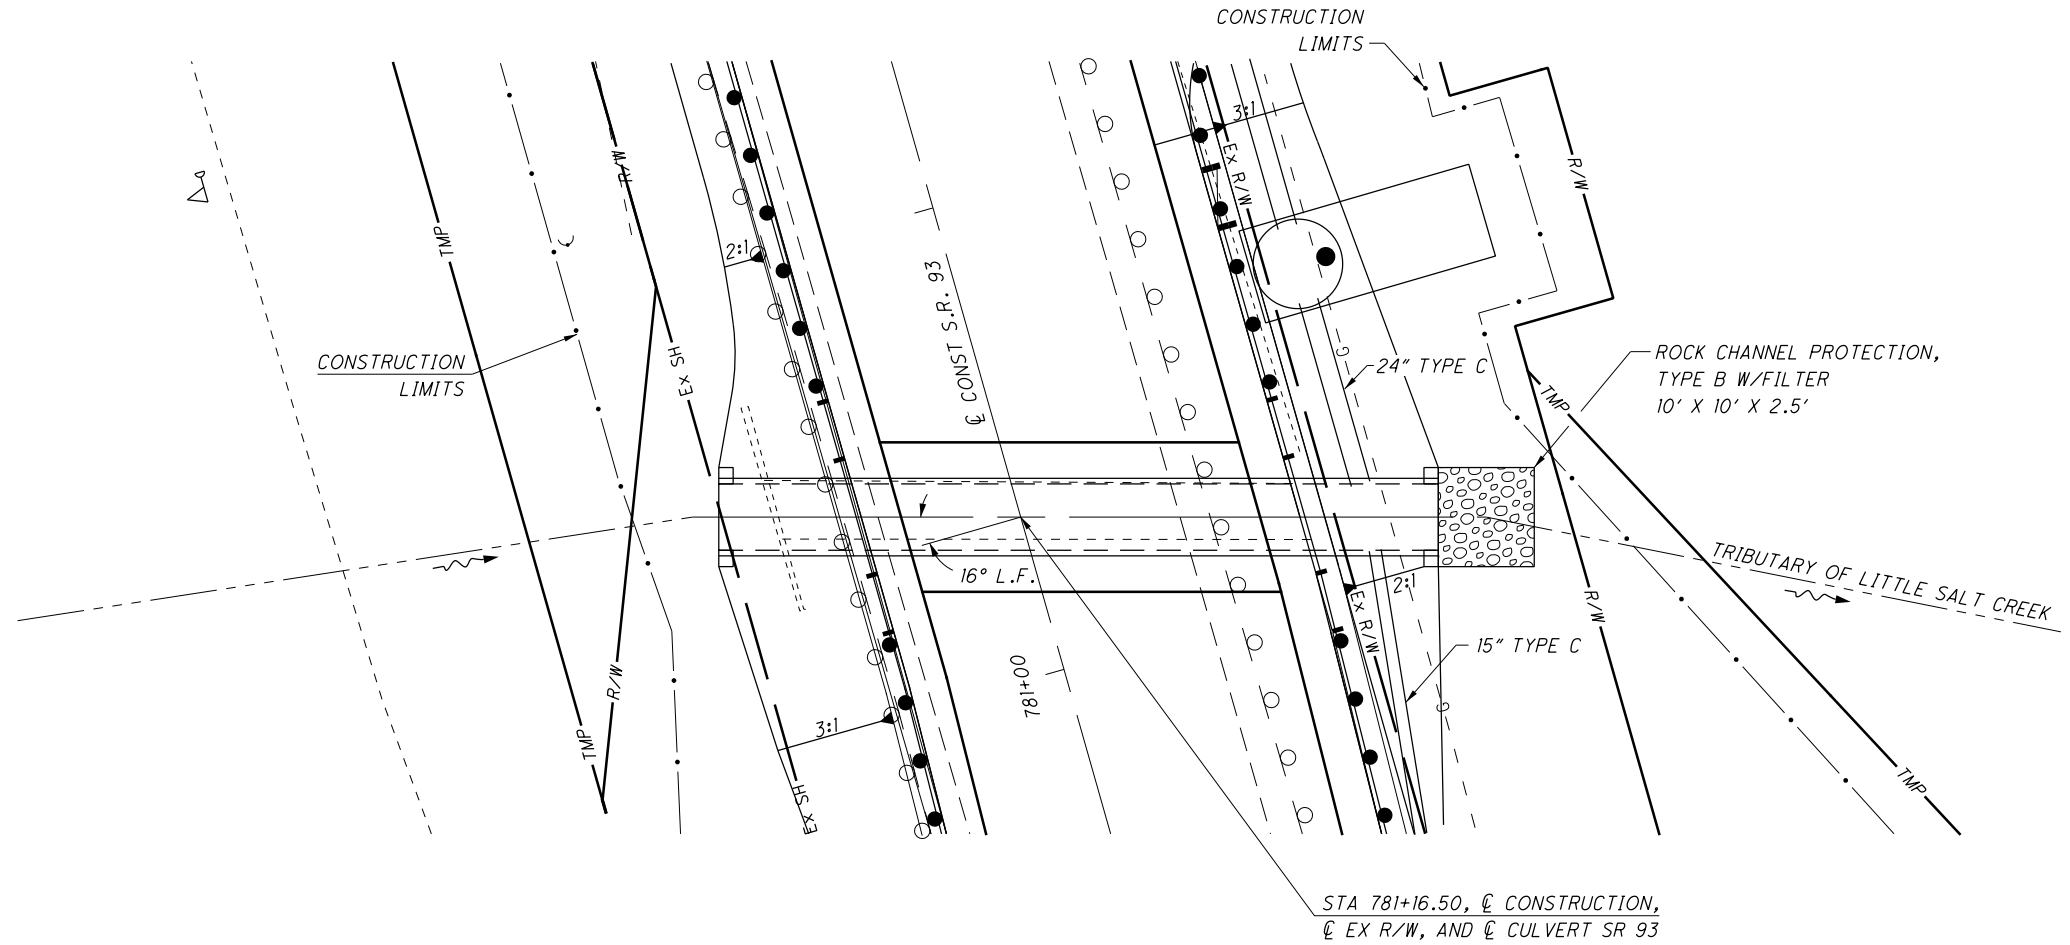 CONSTRUCTION
LIMITS
R/W
Ex R/W
3:1
R/W
TMP
2:1
℄ CONST S.R. 93
CONSTRUCTION
LIMITS
Ex SH
24" TYPE C
ROCK CHANNEL PROTECTION,
TYPE B W/FILTER
10' X 10' X 2.5'
TMP
16° L.F.
2:1
TRIBUTARY OF LITTLE SALT CREEK
Ex R/W
R/W
15" TYPE C
R/W
781+00
TMP
3:1
Ex SH
TMP
G
G
STA 781+16.50, ℄ CONSTRUCTION,
℄ EX R/W, AND ℄ CULVERT SR 93